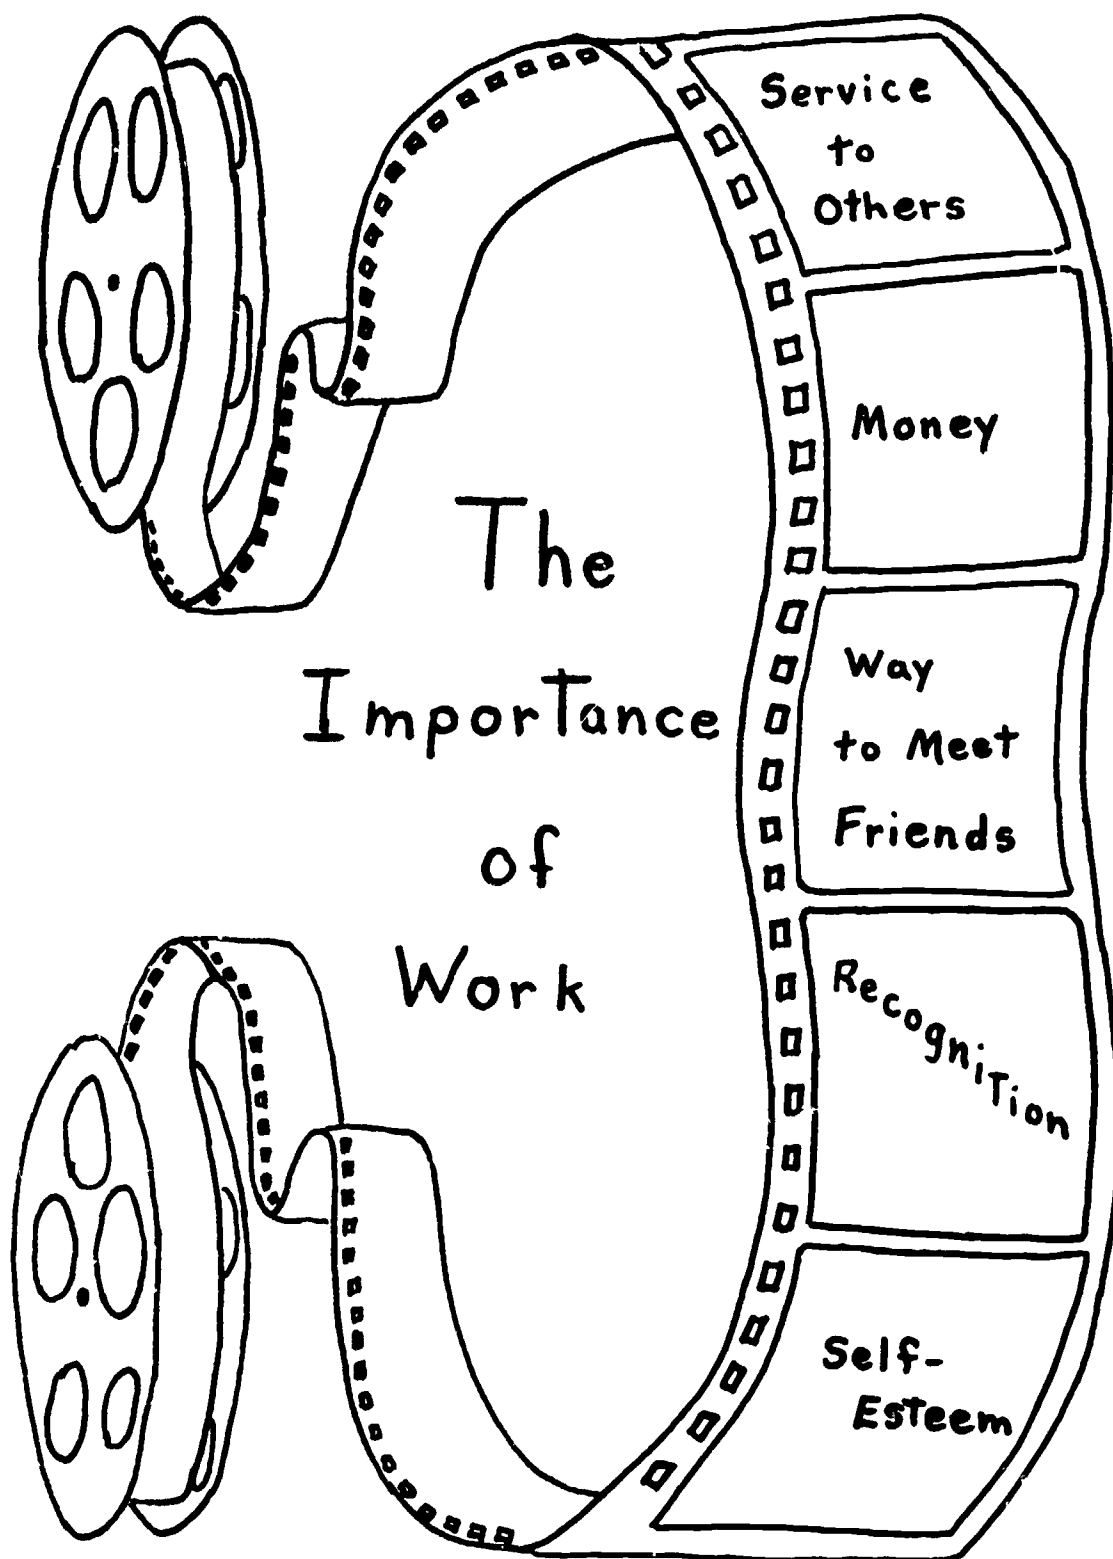 The
Importance
of
Work
Service
to
Others
Money
Way
to Meet
Friends
Recognition
Self-
Esteem